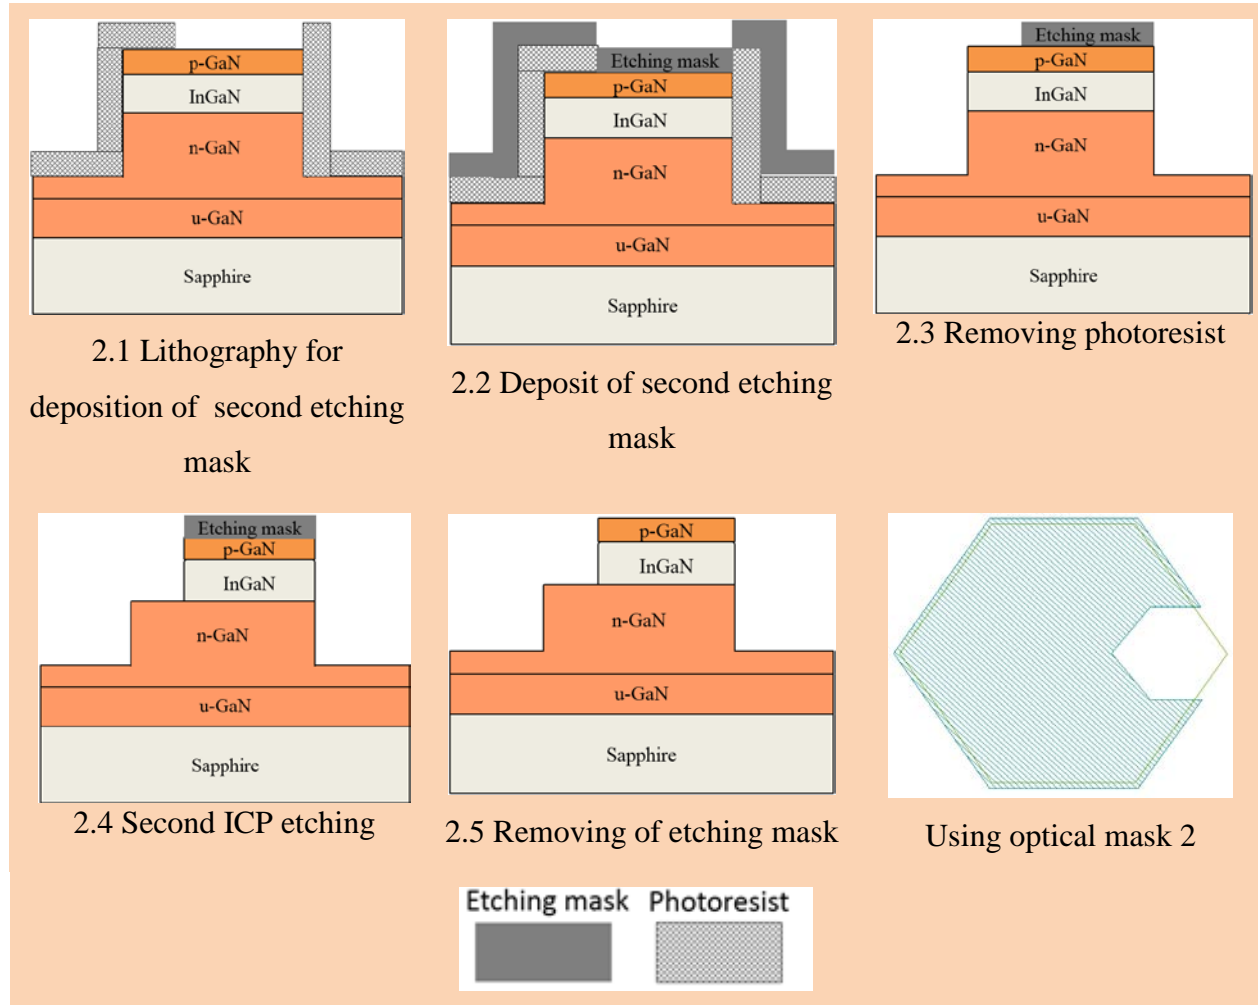 p-GaN
InGaN
n-GaN
u-GaN
Sapphire
2.1 Lithography for
deposition of second etching
mask
Etching mask
p-GaN
InGaN
n-GaN
u-GaN
Sapphire
2.2 Deposit of second etching
mask
Etching mask
p-GaN
InGaN
n-GaN
u-GaN
Sapphire
2.3 Removing photoresist
Etching mask
p-GaN
InGaN
n-GaN
u-GaN
Sapphire
2.4 Second ICP etching
p-GaN
InGaN
n-GaN
u-GaN
Sapphire
2.5 Removing of etching mask
Using optical mask 2
Etching mask Photoresist